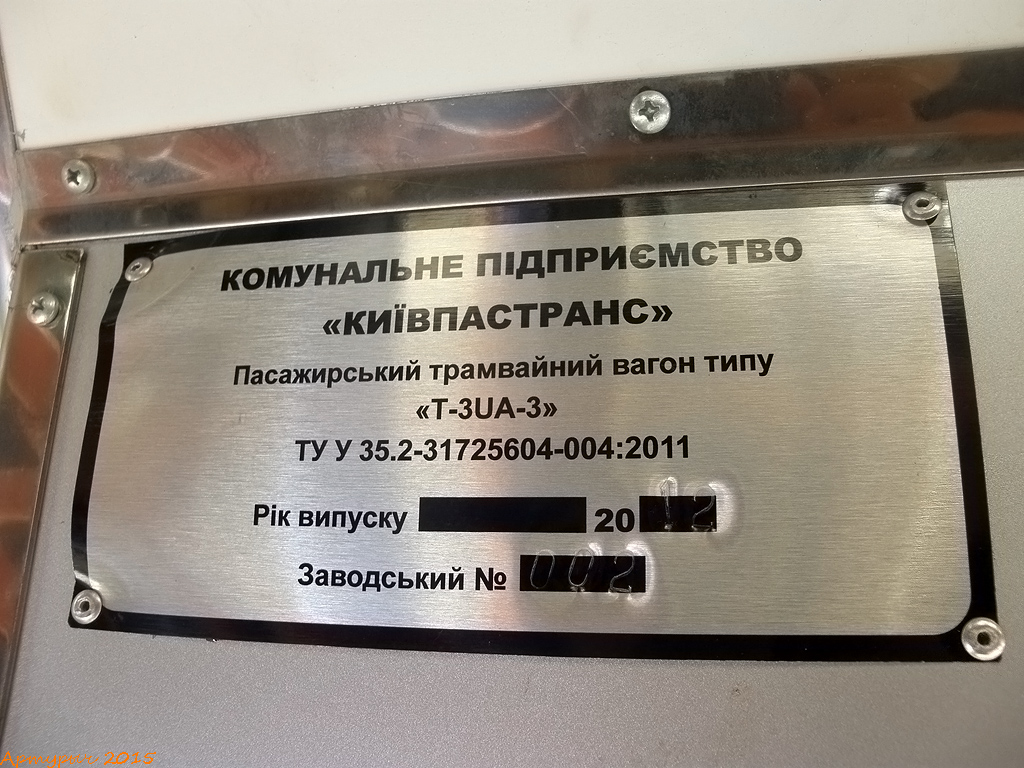 КОМУНАЛЬНЕ ПІДПРИЄМСТВО
«КИЇВПАСТРАНС»
Пасажирський трамвайний вагон типу
«Т-3UA-3»
ТУ У 35.2-31725604-004:2011
Рік випуску 2012
Заводський № 002
2015